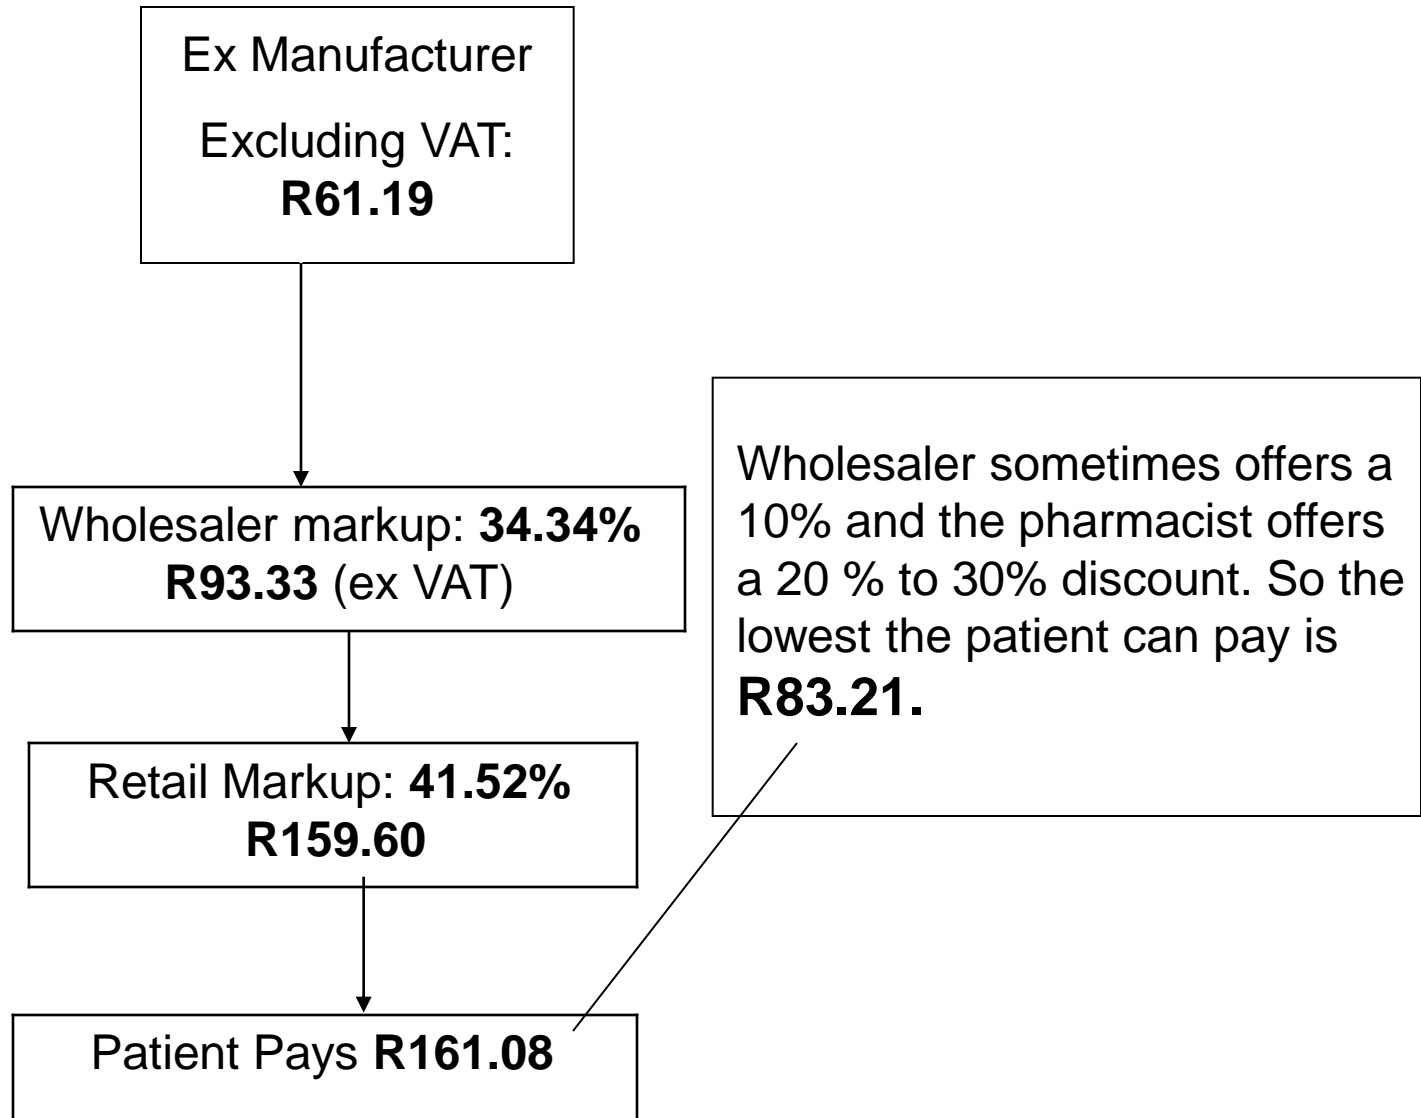 Ex Manufacturer
Excluding VAT:
R61.19
Wholesaler markup: 34.34%
R93.33 (ex VAT)
Retail Markup: 41.52%
R159.60
Patient Pays R161.08
Wholesaler sometimes offers a
10% and the pharmacist offers
a 20 % to 30% discount. So the
lowest the patient can pay is
R83.21.